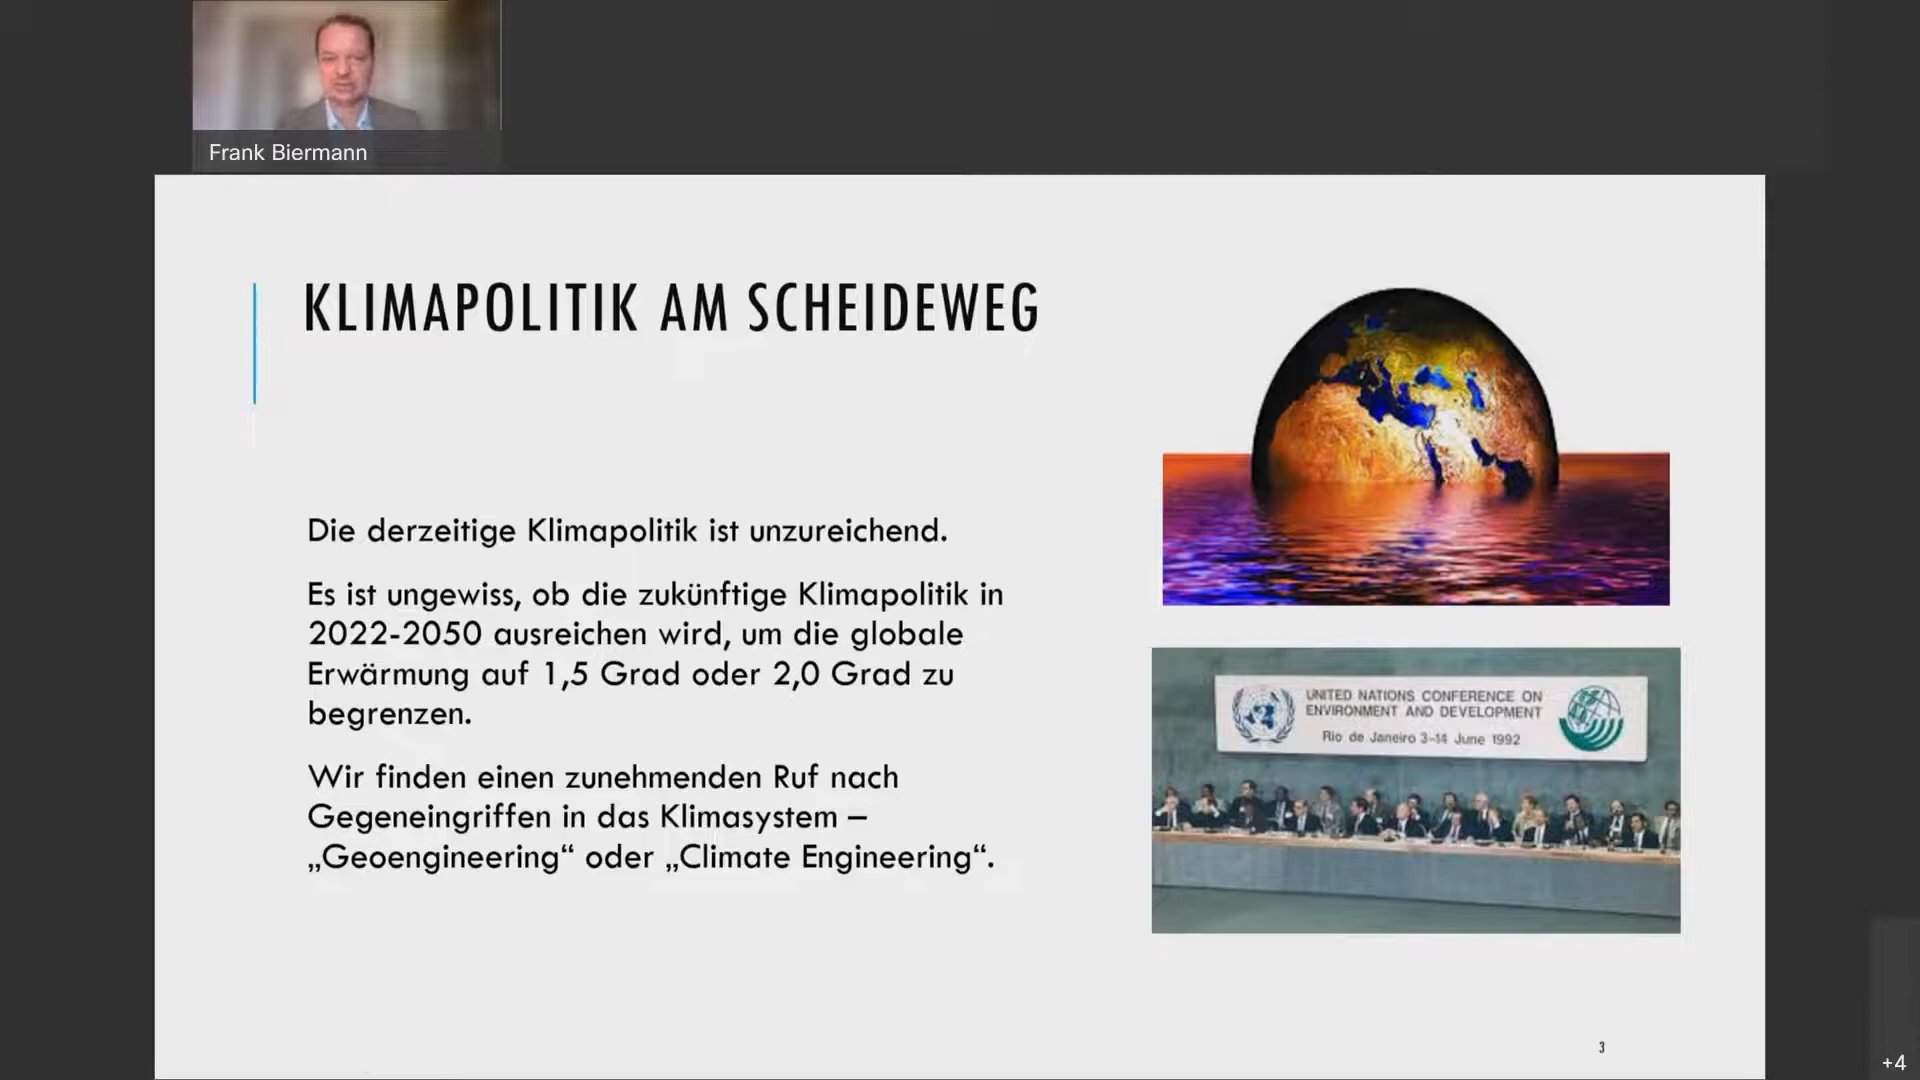 Frank Biermann
KLIMAPOLITIK AM SCHEIDEWEG
Die derzeitige Klimapolitik ist unzureichend.
Es ist ungewiss, ob die zukünftige Klimapolitik in
2022-2050 ausreichen wird, um die globale
Erwärmung auf 1,5 Grad oder 2,0 Grad zu
begrenzen.
Wir finden einen zunehmenden Ruf nach
Gegeneingriffen in das Klimasystem –
„Geoengineering“ oder „Climate Engineering“.
UNITED NATIONS CONFERENCE ON
ENVIRONMENT AND DEVELOPMENT
Rio de Janeiro 3-14 June 1992
3
+4